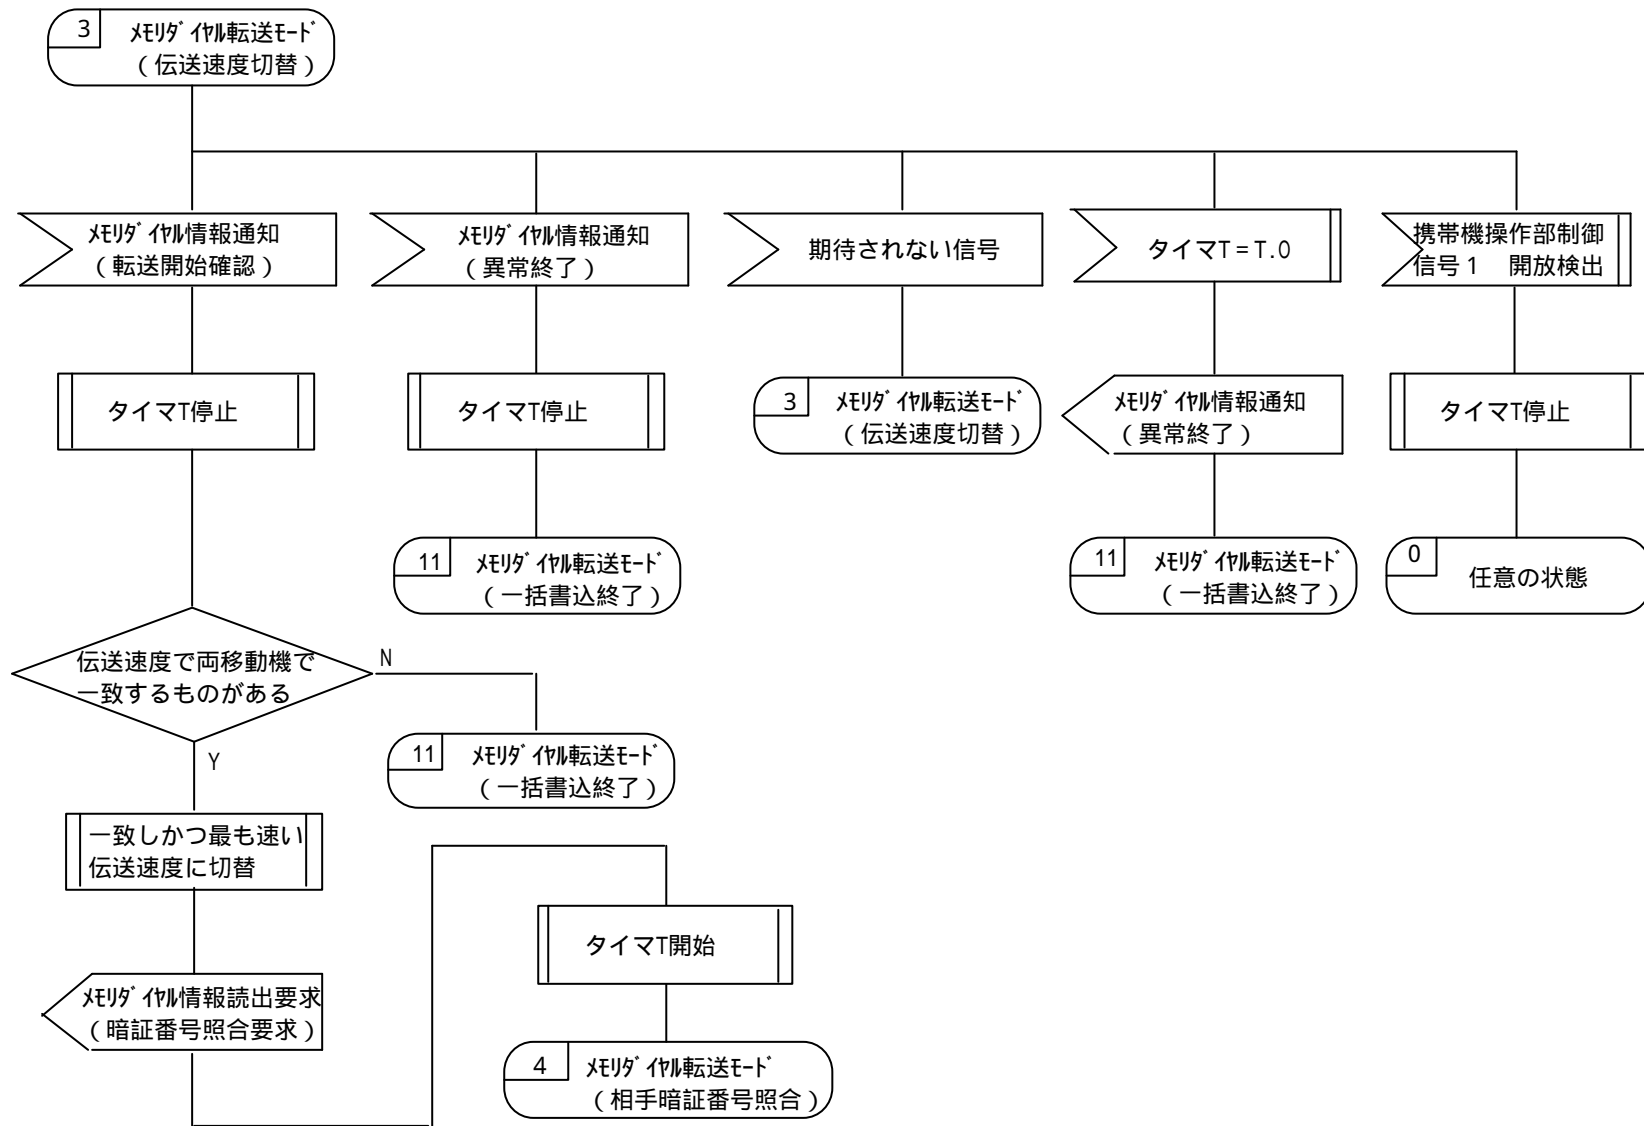 3
ﾒﾓﾘﾀﾞｲﾔﾙ転送ﾓｰﾄﾞ
（伝送速度切替）
ﾒﾓﾘﾀﾞｲﾔﾙ情報通知
（転送開始確認）
ﾒﾓﾘﾀﾞｲﾔﾙ情報通知
（異常終了）
期待されない信号
タイマT=T.0
携帯機操作部制御
信号１　開放検出
タイマT停止
タイマT停止
3
ﾒﾓﾘﾀﾞｲﾔﾙ転送ﾓｰﾄﾞ
（伝送速度切替）
ﾒﾓﾘﾀﾞｲﾔﾙ情報通知
（異常終了）
タイマT停止
11
ﾒﾓﾘﾀﾞｲﾔﾙ転送ﾓｰﾄﾞ
（一括書込終了）
11
ﾒﾓﾘﾀﾞｲﾔﾙ転送ﾓｰﾄﾞ
（一括書込終了）
0
任意の状態
伝送速度で両移動機で
一致するものがある
N
Y
11
ﾒﾓﾘﾀﾞｲﾔﾙ転送ﾓｰﾄﾞ
（一括書込終了）
一致しかつ最も速い
伝送速度に切替
タイマT開始
ﾒﾓﾘﾀﾞｲﾔﾙ情報読出要求
（暗証番号照合要求）
4
ﾒﾓﾘﾀﾞｲﾔﾙ転送ﾓｰﾄﾞ
（相手暗証番号照合）